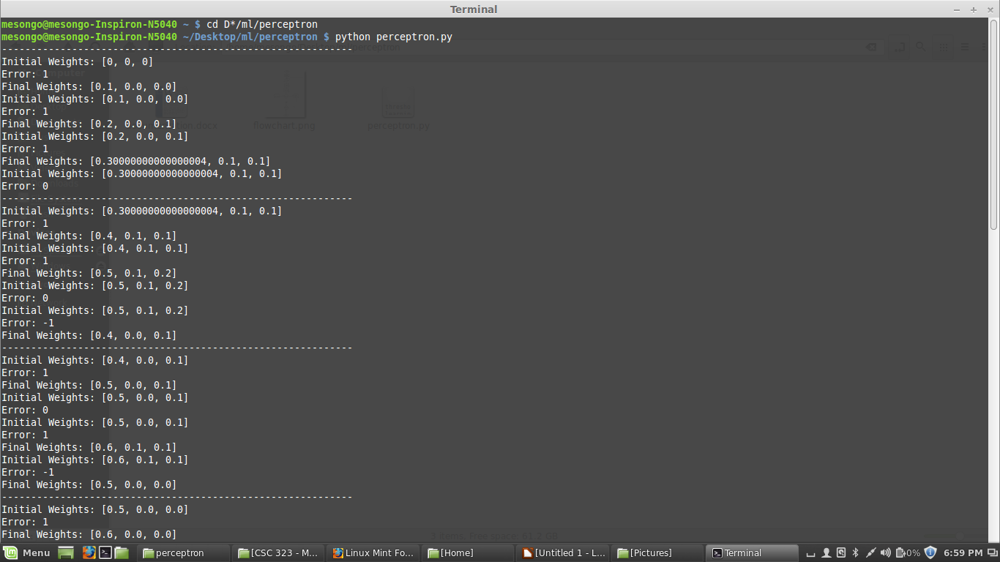 Terminal
mesongo@mesongo-Inspiron-N5040 ~ $ cd D*/ml/perceptron
mesongo@mesongo-Inspiron-N5040 ~/Desktop/ml/perceptron $ python perceptron.py
------------------------------------------------------------
Initial Weights: [0, 0, 0]
Error: 1
Final Weights: [0.1, 0.0, 0.0]
Initial Weights: [0.1, 0.0, 0.0]
Error: 1
Final Weights: [0.2, 0.0, 0.1]
Initial Weights: [0.2, 0.0, 0.1]
Error: 1
Final Weights: [0.30000000000000004, 0.1, 0.1]
Initial Weights: [0.30000000000000004, 0.1, 0.1]
Error: 0
------------------------------------------------------------
Initial Weights: [0.30000000000000004, 0.1, 0.1]
Error: 1
Final Weights: [0.4, 0.1, 0.1]
Initial Weights: [0.4, 0.1, 0.1]
Error: 1
Final Weights: [0.5, 0.1, 0.2]
Initial Weights: [0.5, 0.1, 0.2]
Error: 0
Initial Weights: [0.5, 0.1, 0.2]
Error: -1
Final Weights: [0.4, 0.0, 0.1]
------------------------------------------------------------
Initial Weights: [0.4, 0.0, 0.1]
Error: 1
Final Weights: [0.5, 0.0, 0.1]
Initial Weights: [0.5, 0.0, 0.1]
Error: 0
Initial Weights: [0.5, 0.0, 0.1]
Error: 1
Final Weights: [0.6, 0.1, 0.1]
Initial Weights: [0.6, 0.1, 0.1]
Error: -1
Final Weights: [0.5, 0.0, 0.0]
------------------------------------------------------------
Initial Weights: [0.5, 0.0, 0.0]
Error: 1
Final Weights: [0.6, 0.0, 0.0]
flowchart.png
perceptron.py
3 items, Free space: 61.2 GB
Menu perceptron [CSC 323 - M... Linux Mint Fo... [Home] [Untitled 1 - L... [Pictures] Terminal 0% 6:59 PM